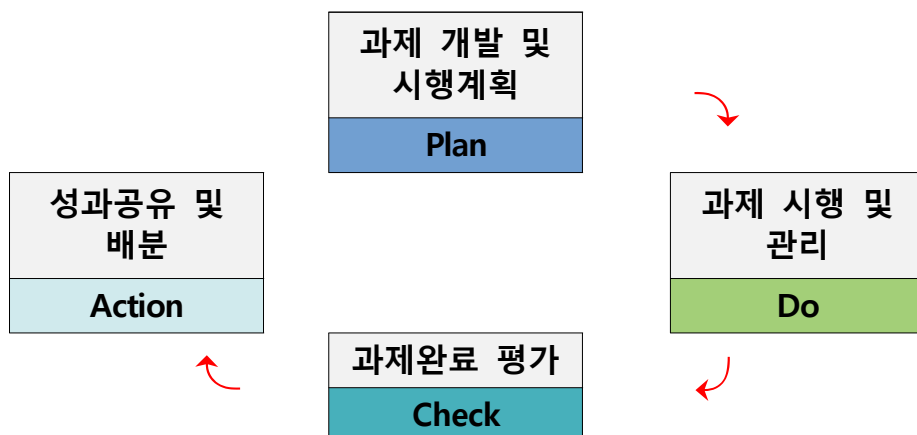 과제 개발 및
시행계획
Plan
성과공유 및
배분
Action
과제 시행 및
관리
Do
과제완료 평가
Check